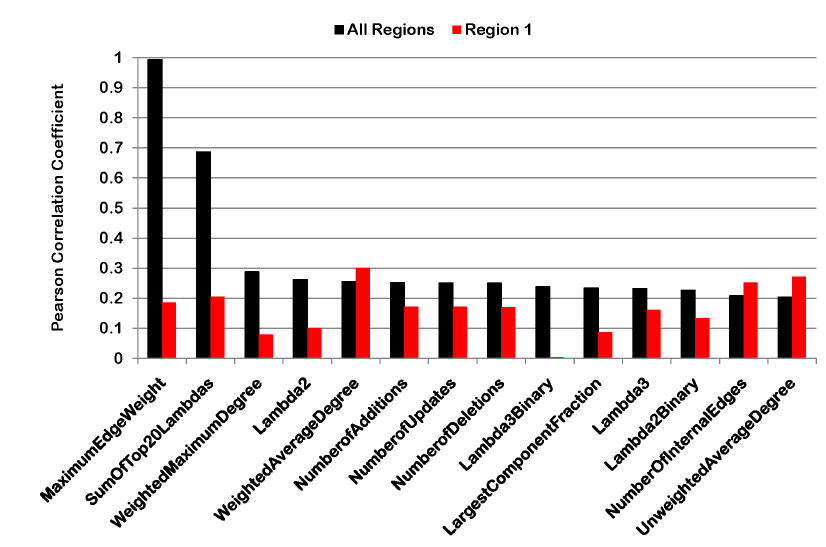 All Regions Region 1
Pearson Correlation Coefficient
1
0.9
0.8
0.7
0.6
0.5
0.4
0.3
0.2
0.1
0
MaximumEdgeWeight
SumOfTop20Lambdas
WeightedMaximumDegree
Lambda2
WeightedAverageDegree
NumberofAdditions
NumberofUpdates
NumberofDeletions
Lambda3Binary
LargestComponentFraction
Lambda3
Lambda2Binary
NumberOfInternalEdges
UnweightedAverageDegree